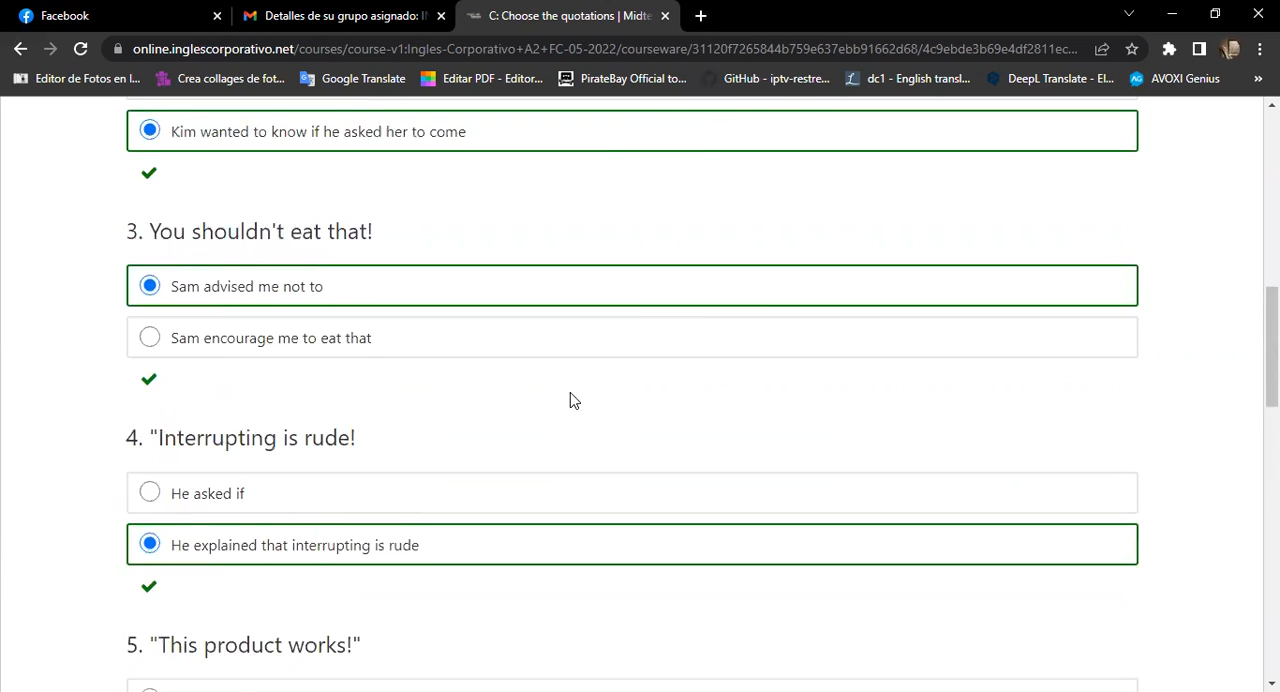 Facebook
Detalles de su grupo asignado: I
C: Choose the quotations | Midte
online.inglescorporativo.net/courses/course-v1:Ingles-Corporativo+A2+FC-05-2022/courseware/31120f7265844b759e637ebb91662d68/4c9ebde3b69e4df2811ec...
Editor de Fotos en l...
Crea collages de fot...
Google Translate
Editar PDF - Editor...
PirateBay Official to...
GitHub - iptv-restre...
dc1 - English transl...
DeepL Translate - El...
AVOXI Genius
»
Kim wanted to know if he asked her to come
3. You shouldn't eat that!
Sam advised me not to
Sam encourage me to eat that
4. "Interrupting is rude!
He asked if
He explained that interrupting is rude
5. "This product works!"